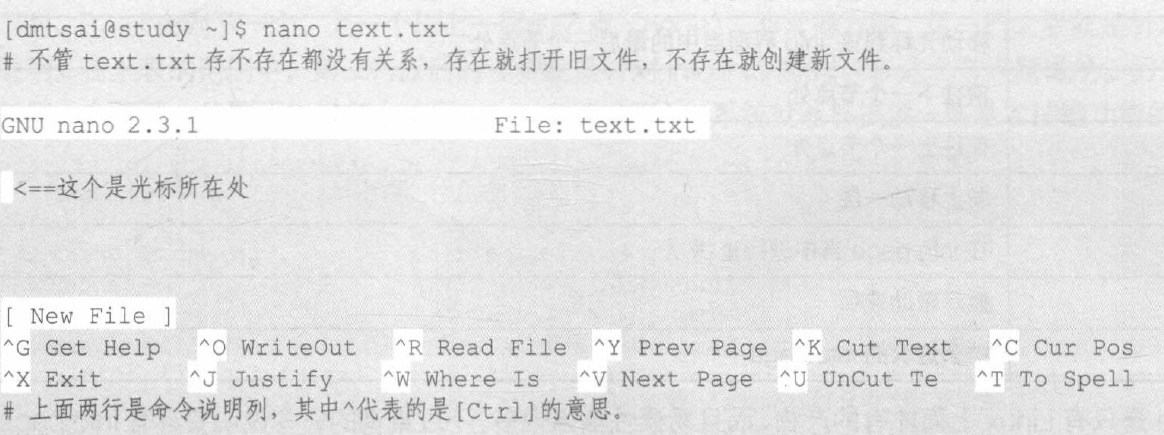 [dmtsai@study ~]$ nano text.txt
# 不管 text.txt 存不存在都没有关系，存在就打开旧文件，不存在就创建新文件。
GNU nano 2.3.1 File: text.txt
<==这个是光标所在处
[ New File ]
^G Get Help ^O WriteOut ^R Read File ^Y Prev Page ^K Cut Text ^C Cur Pos
^X Exit ^J Justify ^W Where Is ^V Next Page ^U UnCut Te ^T To Spell
# 上面两行是命令说明列，其中^代表的是[Ctrl]的意思。